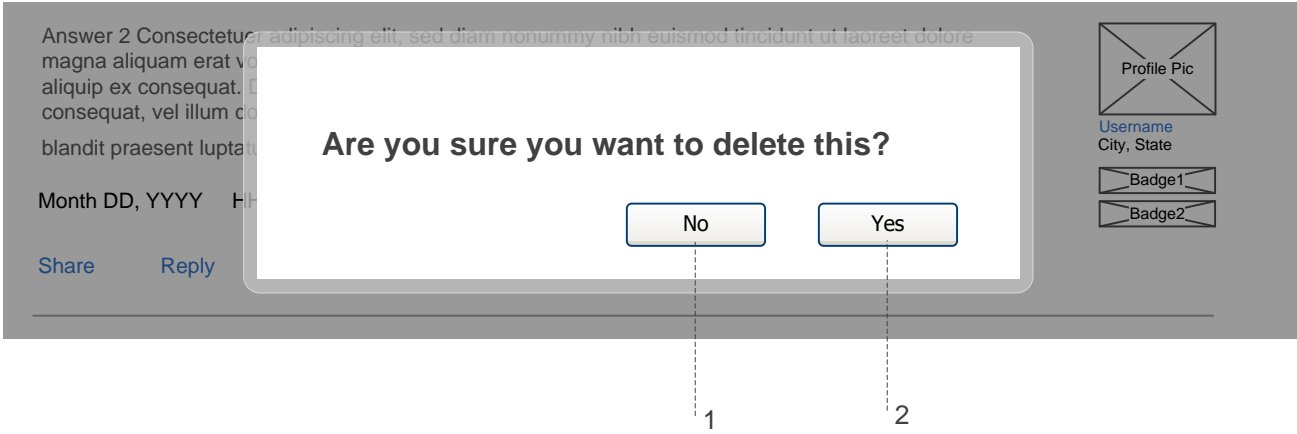 Answer 2 Consectetuer adipiscing elit, sed diam nonummy nibh euismod tincidunt ut laoreet dolore
magna aliquam erat
aliquip ex consequat.
consequat, vel illum
blandit praesent
Month DD, YYYY
Share Reply
Are you sure you want to delete this?
No Yes
Profile Pic
Username
City, State
Badge1
Badge2
1 2